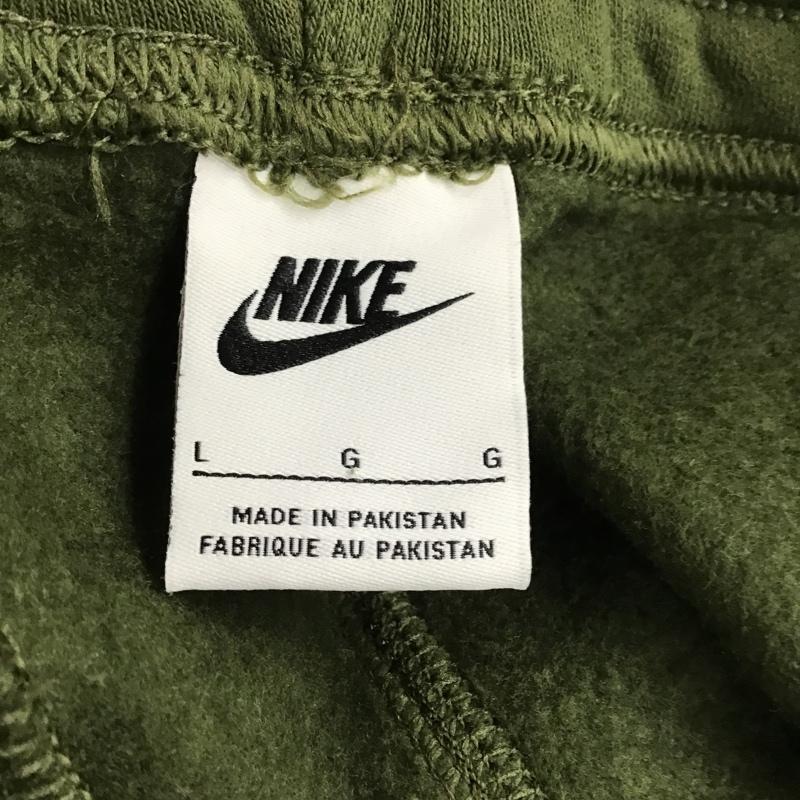 NIKE
L G G
MADE IN PAKISTAN
FABRIQUE AU PAKISTAN